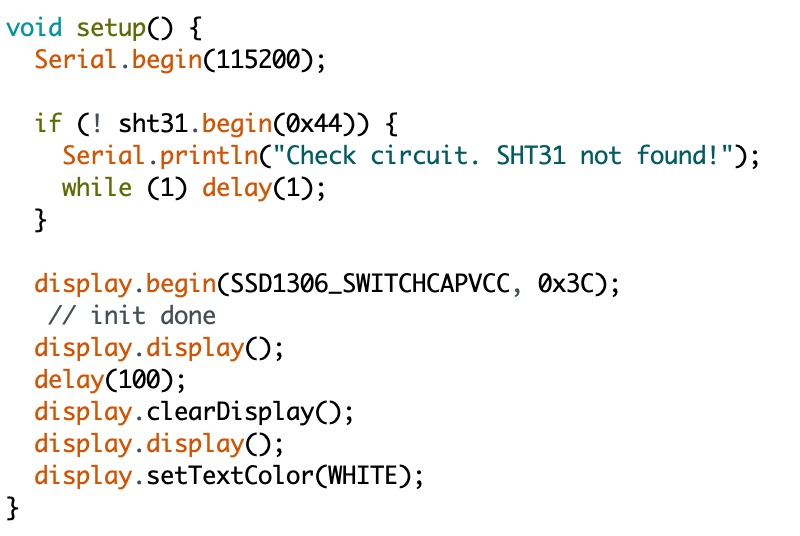 void setup() {
  Serial.begin(115200);

  if (! sht31.begin(0x44)) {
    Serial.println("Check circuit. SHT31 not found!");
    while (1) delay(1);
  }

  display.begin(SSD1306_SWITCHCAPVCC, 0x3C);
   // init done
  display.display();
  delay(100);
  display.clearDisplay();
  display.display();
  display.setTextColor(WHITE);
}